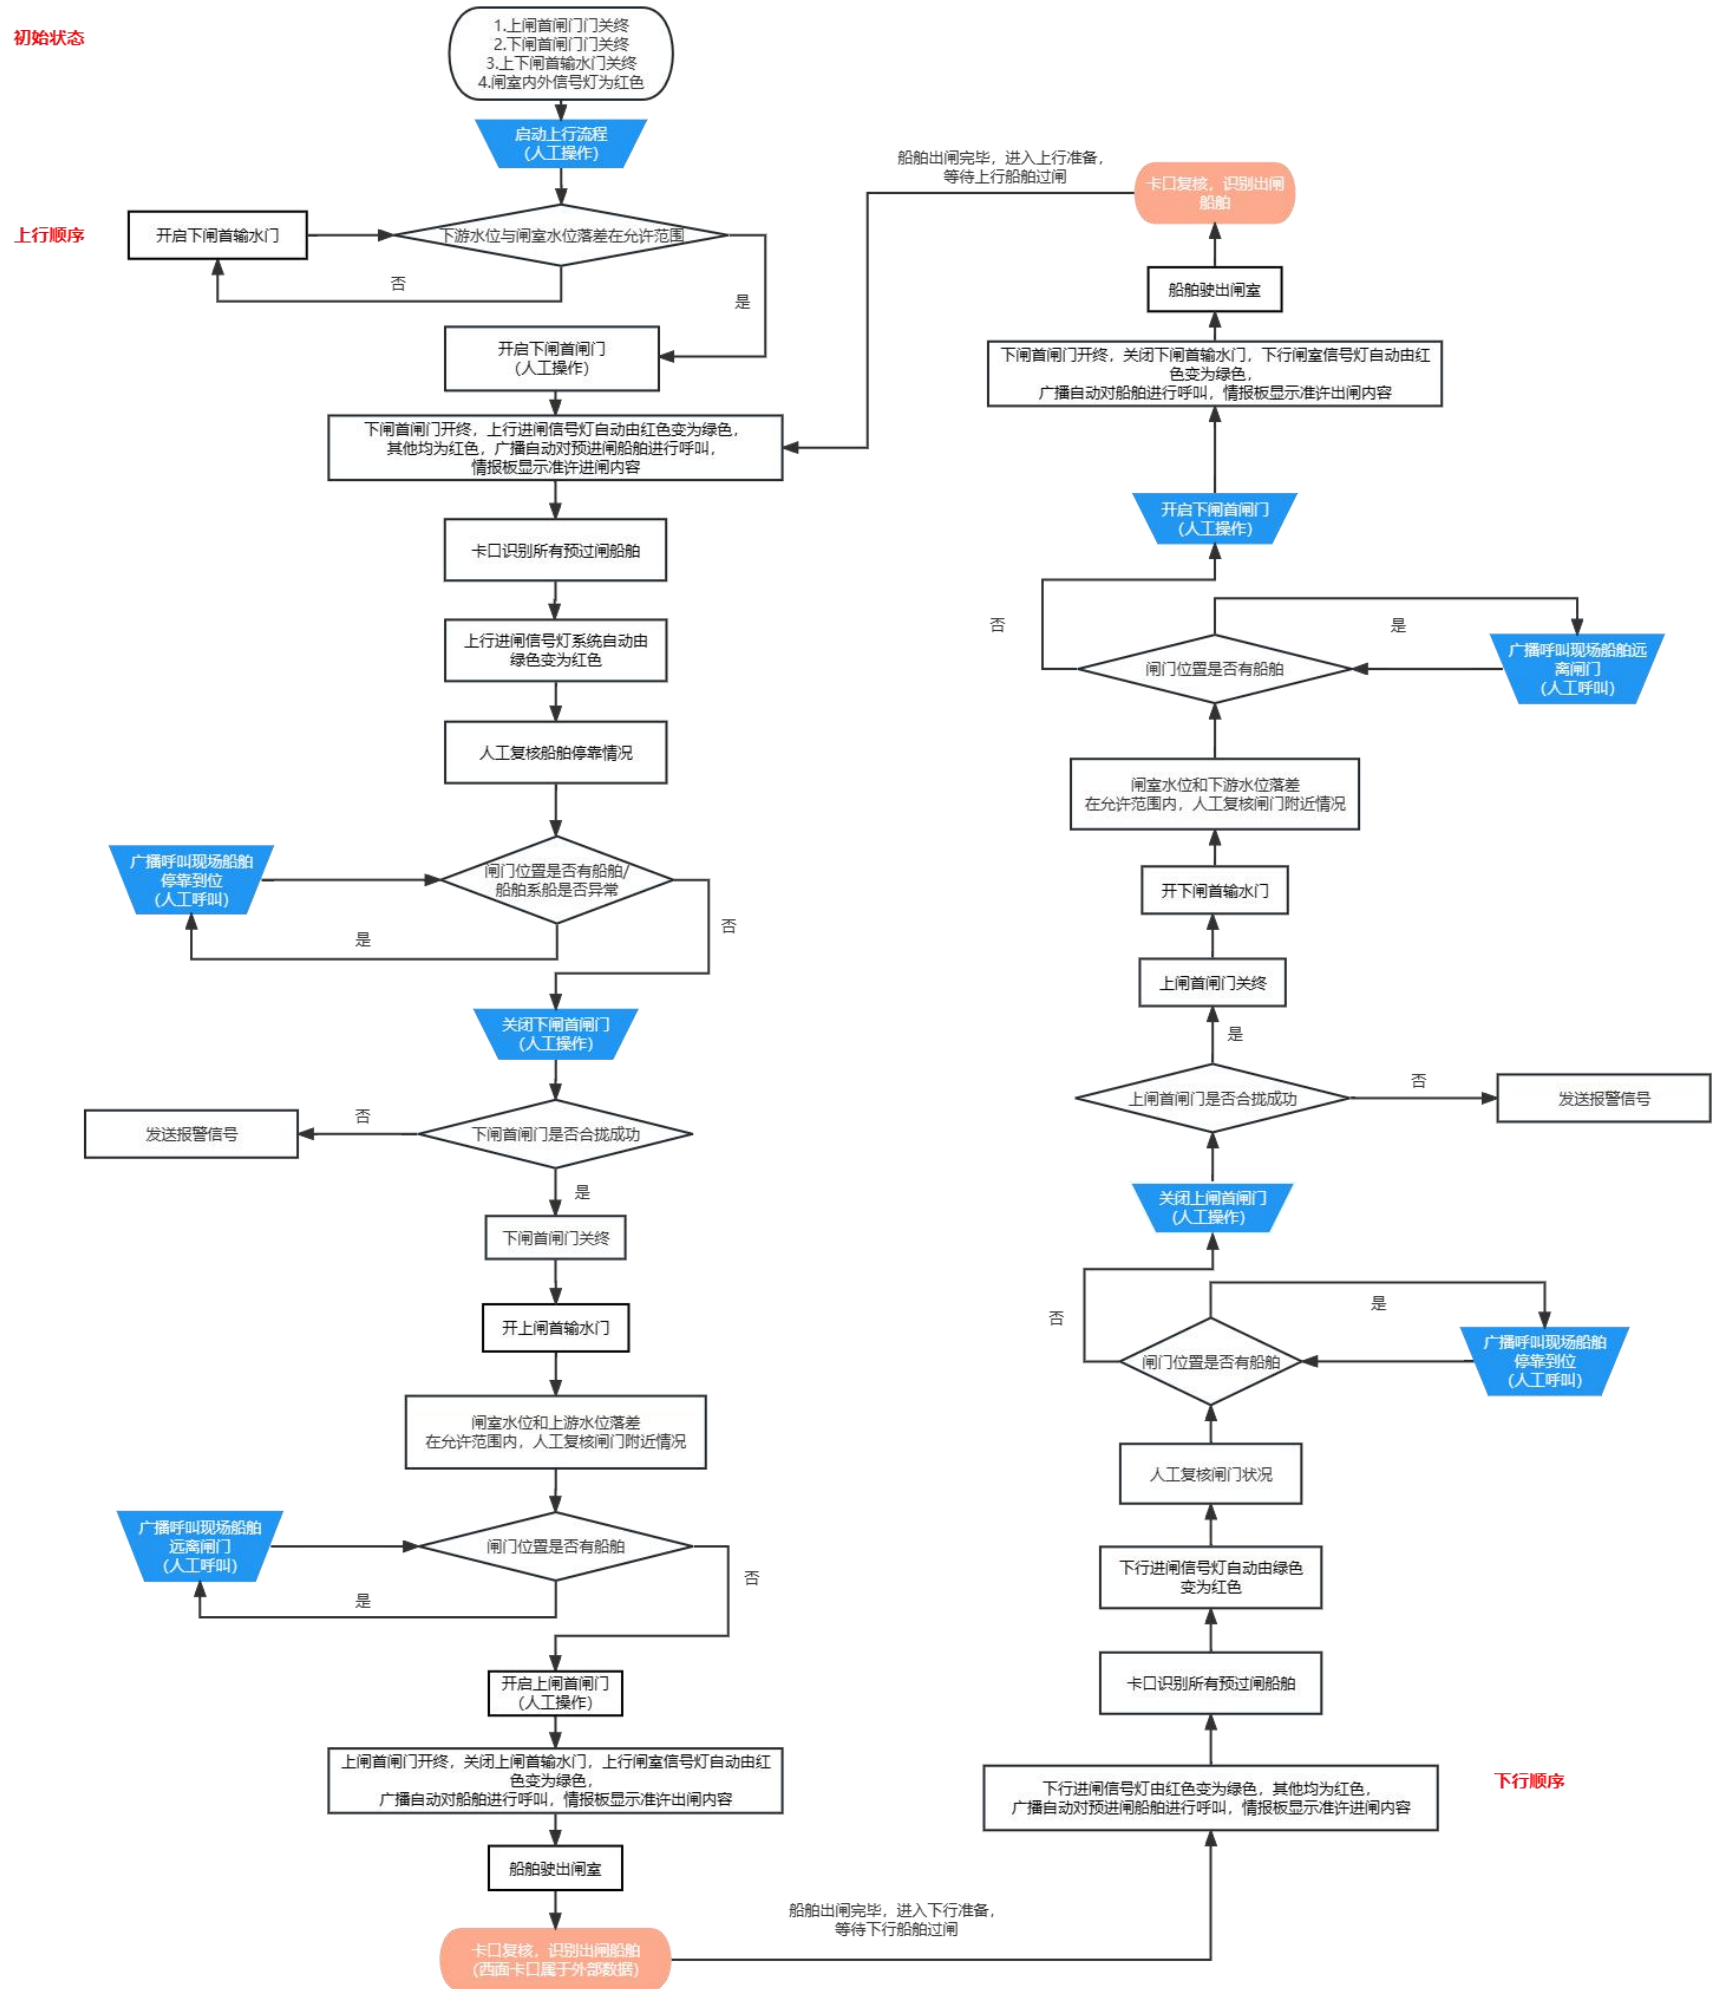 初始状态
1.上闸首闸门门关终
2.下闸首闸门门关终
3.上下闸首输水门关终
4.闸室内外信号灯为红色
启动上行流程
(人工操作)
上行顺序
开启下闸首输水门
下游水位与闸室水位落差在允许范围
否
是
开启下闸首闸门
(人工操作)
下闸首闸门开终，上行进闸信号灯自动由红色变为绿色，
其他均为红色，广播自动对预进闸船舶进行呼叫，
情报板显示准许进闸内容
卡口识别所有预过闸船舶
上行进闸信号灯系统自动由
绿色变为红色
人工复核船舶停靠情况
闸门位置是否有船舶/
船舶系船是否异常
广播呼叫现场船舶
停靠到位
(人工呼叫)
是
否
关闭下闸首闸门
(人工操作)
下闸首闸门是否合拢成功
否
发送报警信号
是
下闸首闸门关终
开上闸首输水门
闸室水位和上游水位落差
在允许范围内，人工复核闸门附近情况
闸门位置是否有船舶
广播呼叫现场船舶
远离闸门
(人工呼叫)
是
否
开启上闸首闸门
(人工操作)
上闸首闸门开终，关闭上闸首输水门，上行闸室信号灯自动由红
色变为绿色，
广播自动对船舶进行呼叫，情报板显示准许出闸内容
船舶驶出闸室
卡口复核，识别出闸船舶
(西面卡口属于外部数据)
船舶出闸完毕，进入下行准备，
等待下行船舶过闸
下行顺序
下行进闸信号灯由红色变为绿色，其他均为红色，
广播自动对预进闸船舶进行呼叫，情报板显示准许进闸内容
卡口识别所有预过闸船舶
下行进闸信号灯自动由绿色
变为红色
人工复核闸门状况
闸门位置是否有船舶
是
广播呼叫现场船舶
停靠到位
(人工呼叫)
否
关闭上闸首闸门
(人工操作)
上闸首闸门是否合拢成功
否
发送报警信号
是
上闸首闸门关终
开下闸首输水门
闸室水位和下游水位落差
在允许范围内，人工复核闸门附近情况
闸门位置是否有船舶
是
广播呼叫现场船舶远
离闸门
(人工呼叫)
否
开启下闸首闸门
(人工操作)
下闸首闸门开终，关闭下闸首输水门，下行闸室信号灯自动由红
色变为绿色，
广播自动对船舶进行呼叫，情报板显示准许出闸内容
船舶驶出闸室
卡口复核，识别出闸
船舶
船舶出闸完毕，进入上行准备，
等待上行船舶过闸